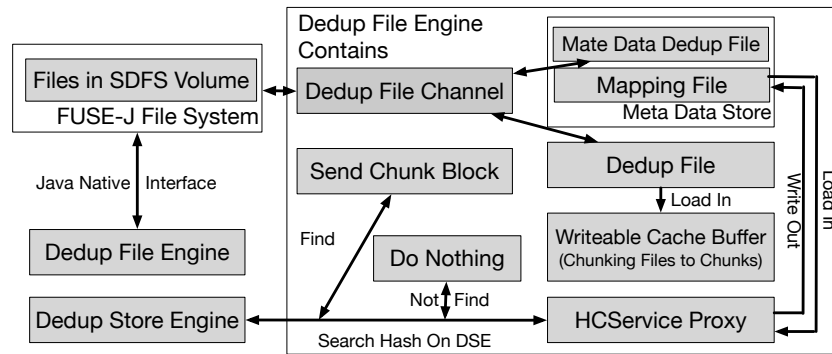 Dedup File Engine
Contains
Mate Data Dedup File
Files in SDFS Volume
Dedup File Channel
Mapping File
FUSE-J File System
Meta Data Store
Java Native Interface
Send Chunk Block
Dedup File
Load In
Write Out
Load In
Find
Writeable Cache Buffer
(Chunking Files to Chunks)
Dedup File Engine
Do Nothing
Not Find
Dedup Store Engine
HCService Proxy
Search Hash On DSE